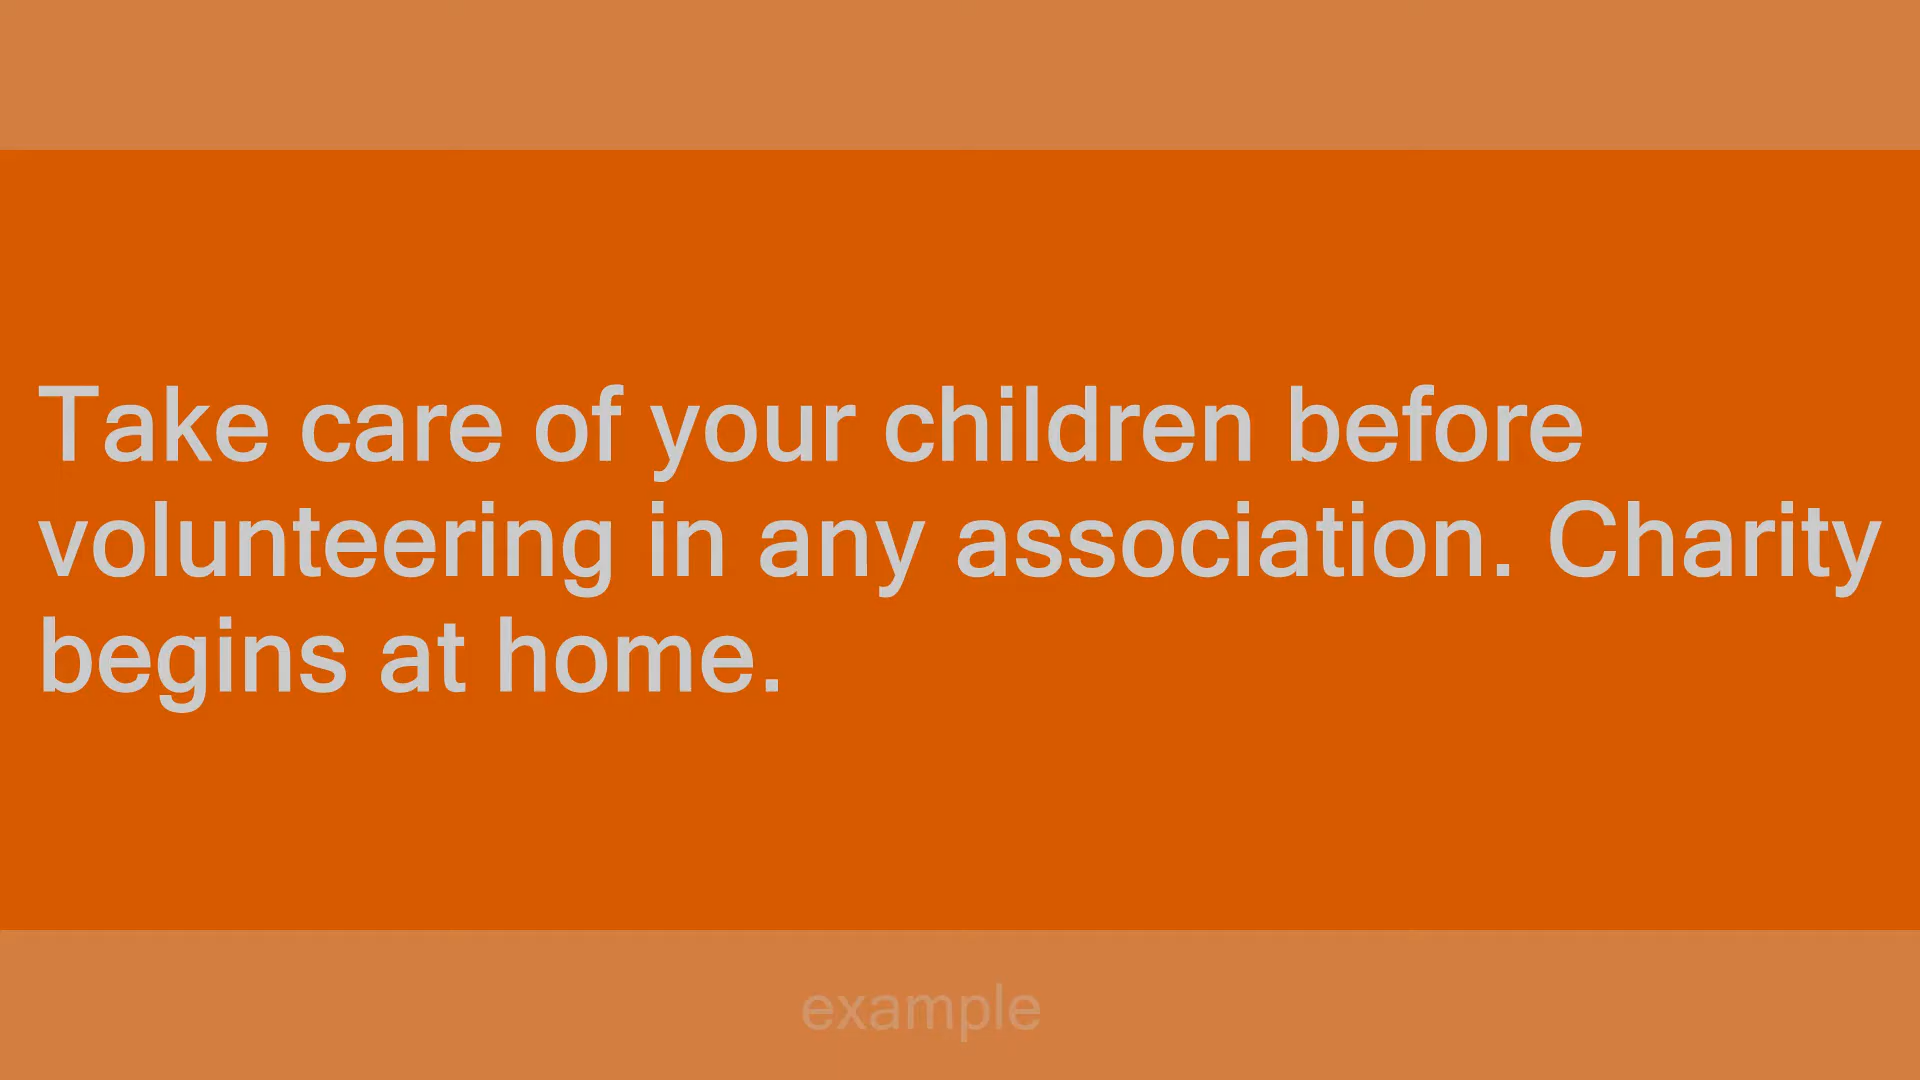 Take care of your children before
volunteering in any association. Charity
begins at home.
example